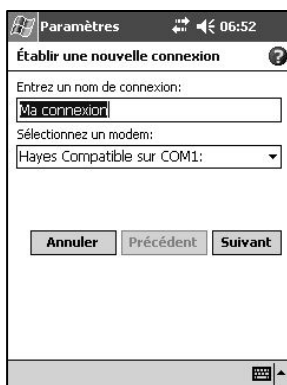 Paramètres 06:52
Établir une nouvelle connexion
Entrez un nom de connexion:
Ma connexion
Sélectionnez un modem:
Hayes Compatible sur COM1:
Annuler Précédent Suivant